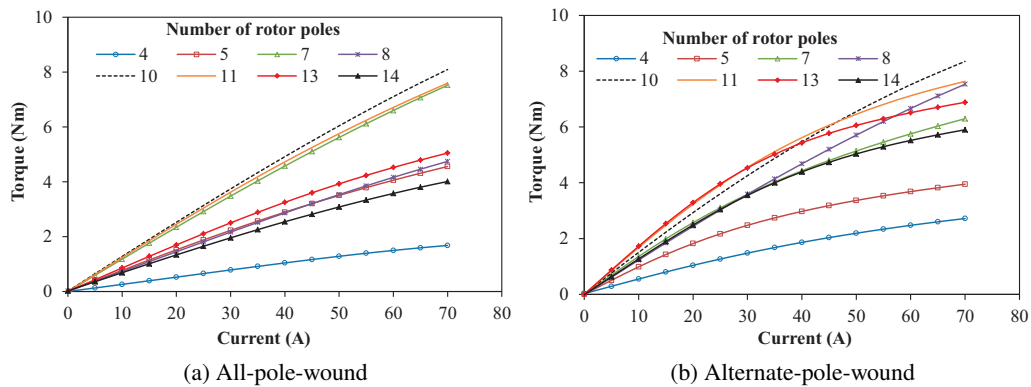 Number of rotor poles
4 5 7 8
10 11 13 14
10
8
6
4
2
0
Torque (Nm)
0 10 20 30 40 50 60 70 80
Current (A)
(a) All-pole-wound
Number of rotor poles
4 5 7 8
10 11 13 14
10
8
6
4
2
0
Torque (Nm)
0 10 20 30 40 50 60 70 80
Current (A)
(b) Alternate-pole-wound